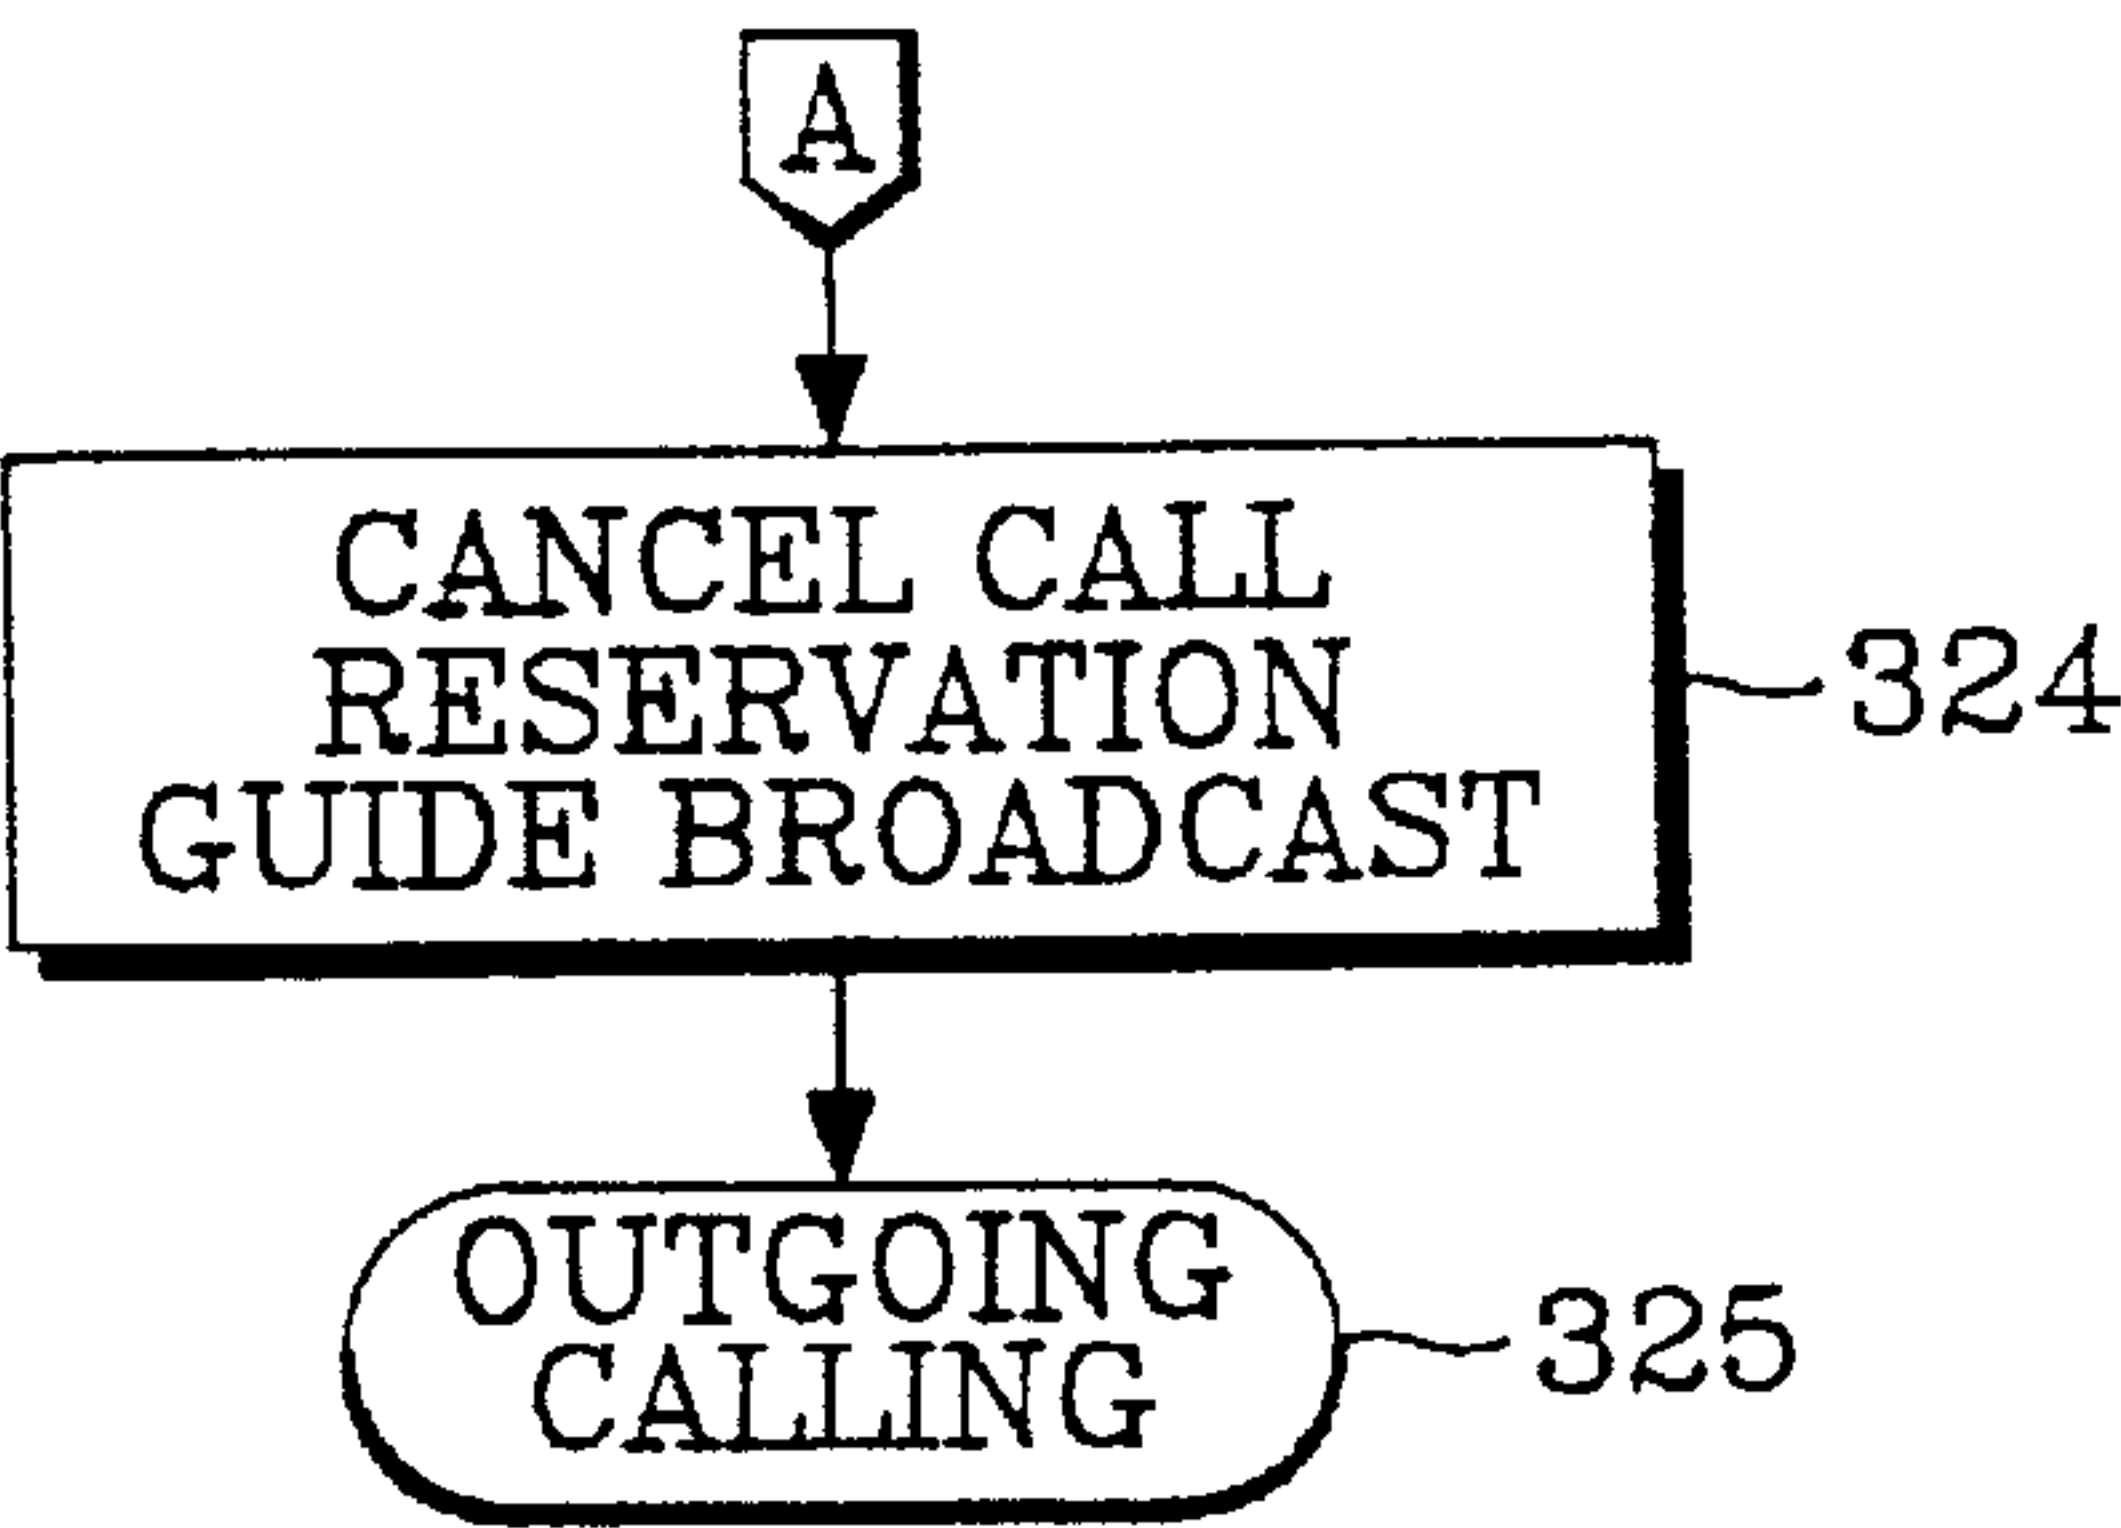 A
CANCEL CALL
RESERVATION
GUIDE BROADCAST
324
OUTGOING
CALLING
325